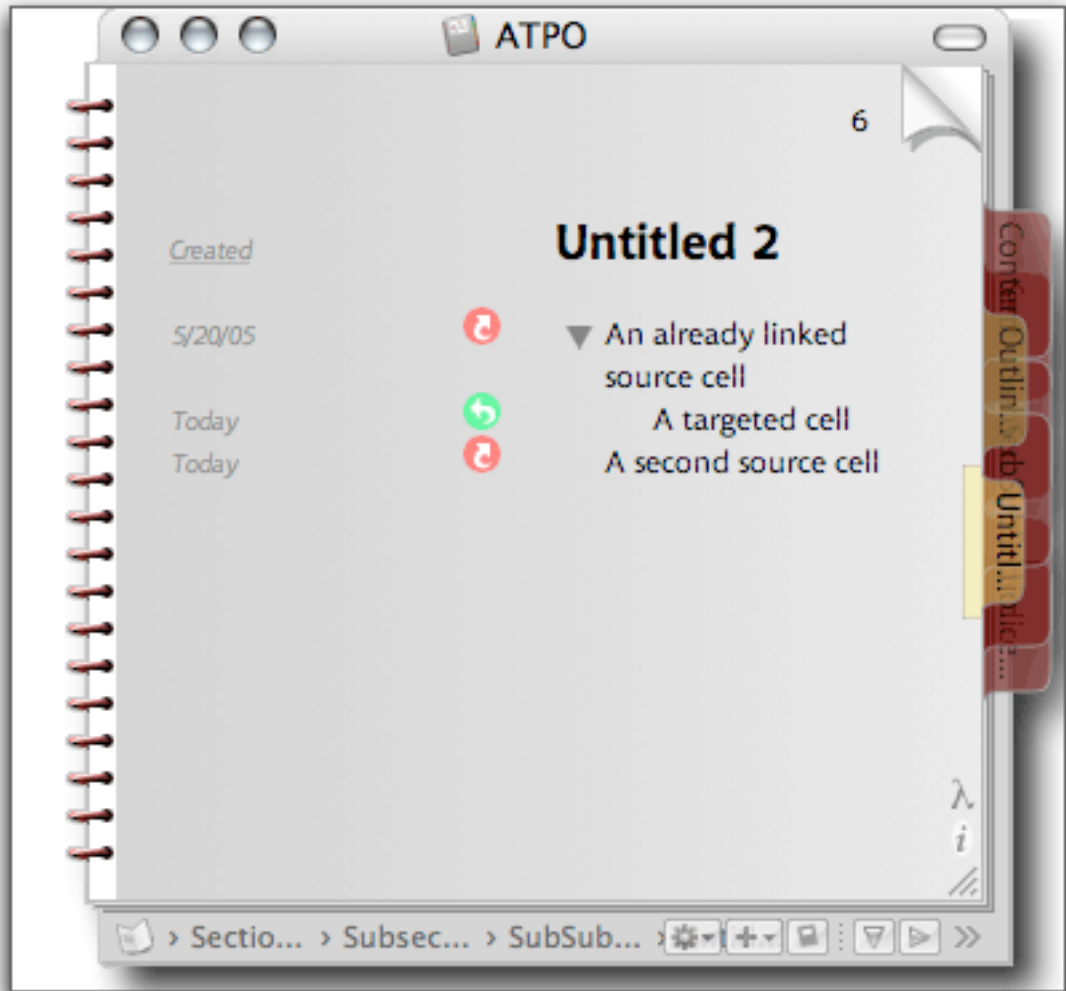 ATPO
6
Untitled 2
Created
5/20/05
An already linked
source cell
Today
A targeted cell
Today
A second source cell
Outlin...
Untitl...
λ
i
› Sectio... › Subsec... › SubSub... ›